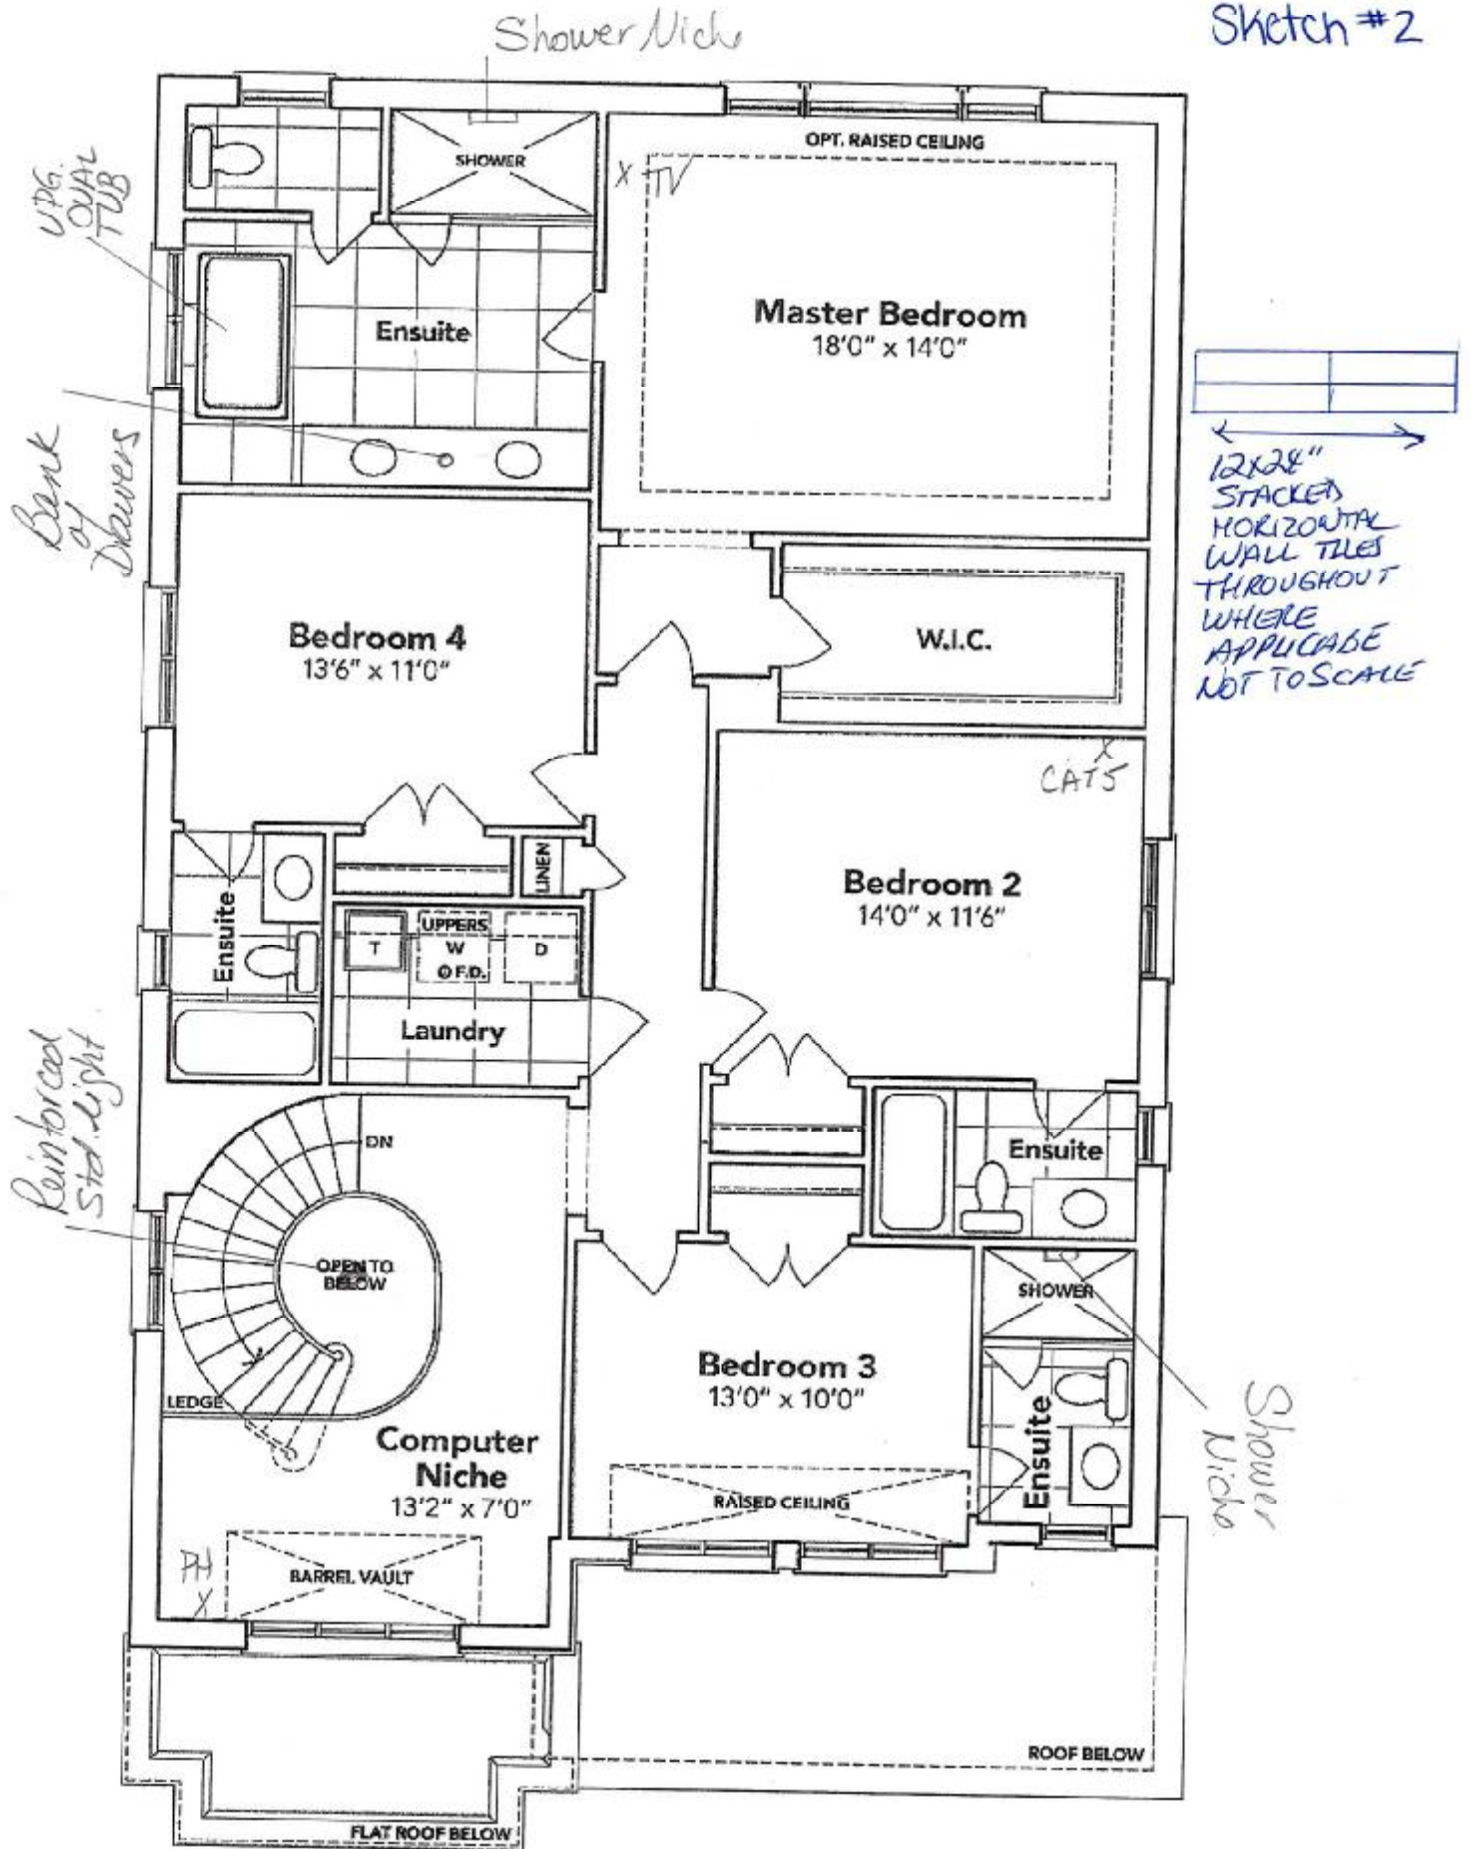 Sketch #2
Shower Niche
UPG.
OVAL
TUB
SHOWER
OPT. RAISED CEILING
X TV
Ensuite
Master Bedroom
18'0" x 14'0"
Bank
of
Drawers
12x24"
STACKED
HORIZONTAL
WALL TILES
THROUGHOUT
WHERE
APPLICABLE
NOT TO SCALE
Bedroom 4
13'6" x 11'0"
W.I.C.
X
CAT5
LINEN
Bedroom 2
14'0" x 11'6"
Ensuite
UPPERS
T
W
D
F.D.
Laundry
Reinforced
Std. light
DN
OPEN TO
BELOW
LEDGE
Ensuite
SHOWER
Bedroom 3
13'0" x 10'0"
Ensuite
Shower
Niche
Computer
Niche
13'2" x 7'0"
RAISED CEILING
PH
X
BARREL VAULT
ROOF BELOW
FLAT ROOF BELOW